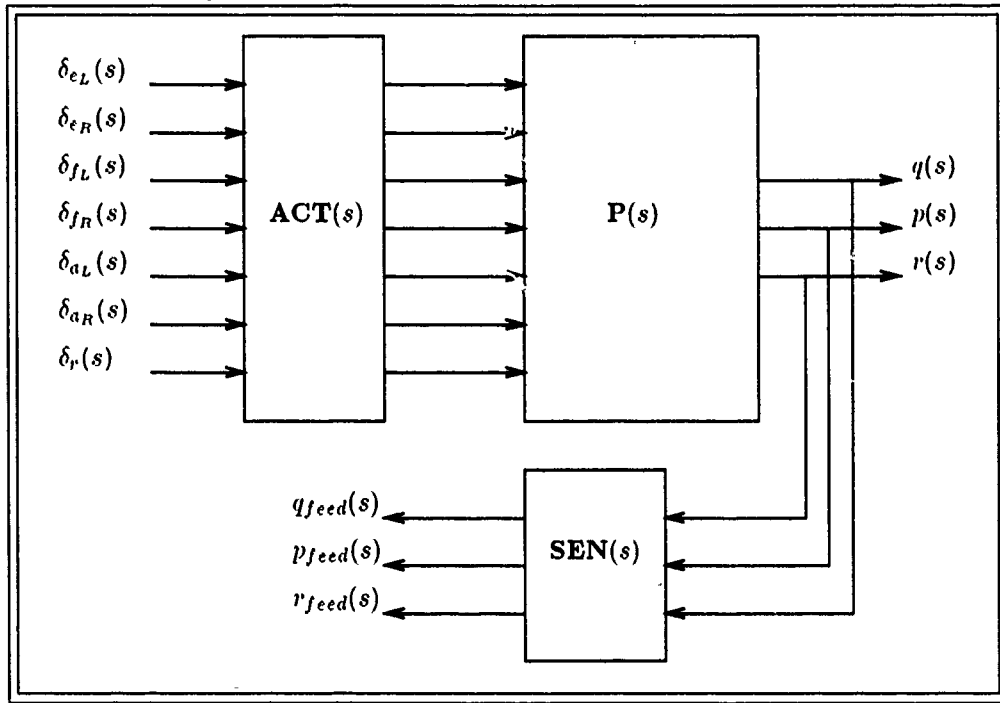 δ_{e_L}(s)
δ_{e_R}(s)
δ_{f_L}(s)
δ_{f_R}(s)
δ_{a_L}(s)
δ_{a_R}(s)
δ_r(s)
ACT(s)
P(s)
q(s)
p(s)
r(s)
q_{feed}(s)
p_{feed}(s)
r_{feed}(s)
SEN(s)